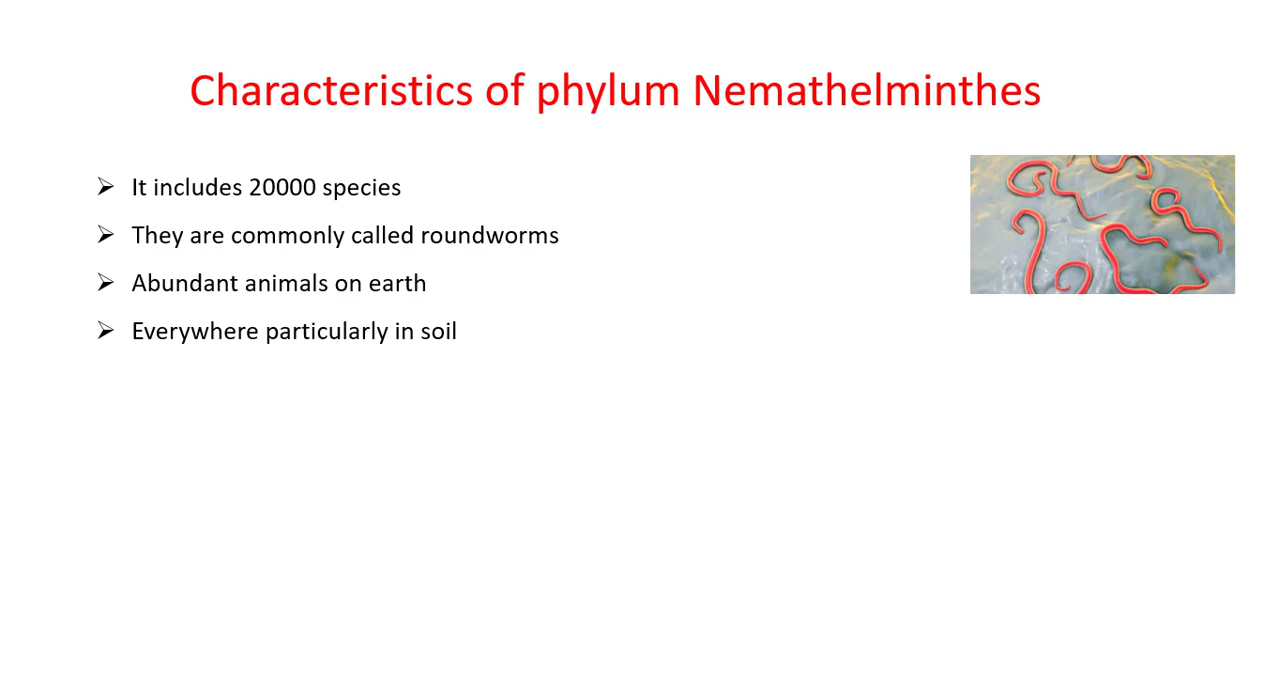 Characteristics of phylum Nemathelminthes
➢ It includes 20000 species
➢ They are commonly called roundworms
➢ Abundant animals on earth
➢ Everywhere particularly in soil